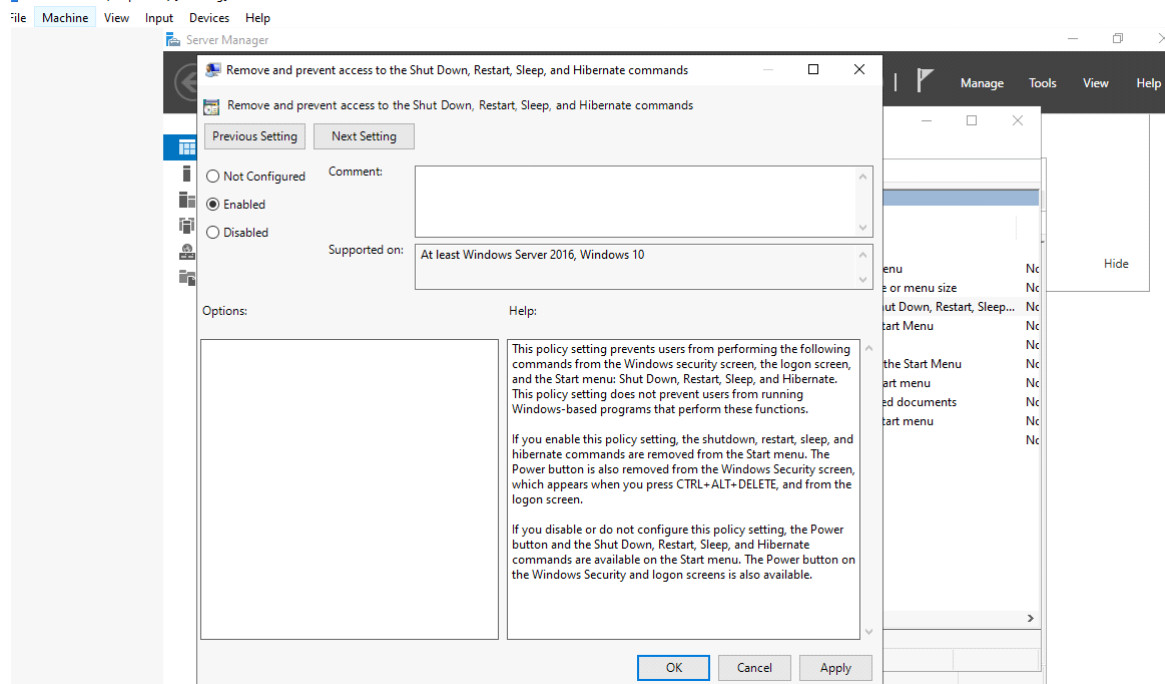 File Machine View Input Devices Help
Server Manager
Remove and prevent access to the Shut Down, Restart, Sleep, and Hibernate commands
Manage Tools View Help
Remove and prevent access to the Shut Down, Restart, Sleep, and Hibernate commands
Previous Setting Next Setting
Not Configured
Comment:
Enabled
Disabled
Supported on:
At least Windows Server 2016, Windows 10
Options:
Help:
This policy setting prevents users from performing the following
commands from the Windows security screen, the logon screen,
and the Start menu: Shut Down, Restart, Sleep, and Hibernate.
This policy setting does not prevent users from running
Windows-based programs that perform these functions.
If you enable this policy setting, the shutdown, restart, sleep, and
hibernate commands are removed from the Start menu. The
Power button is also removed from the Windows Security screen,
which appears when you press CTRL+ALT+DELETE, and from the
logon screen.
If you disable or do not configure this policy setting, the Power
button and the Shut Down, Restart, Sleep, and Hibernate
commands are available on the Start menu. The Power button on
the Windows Security and logon screens is also available.
OK Cancel Apply
enu No
e or menu size No
ut Down, Restart, Sleep... No
tart Menu No
No
the Start Menu No
art menu No
ed documents No
tart menu No
No
Hide